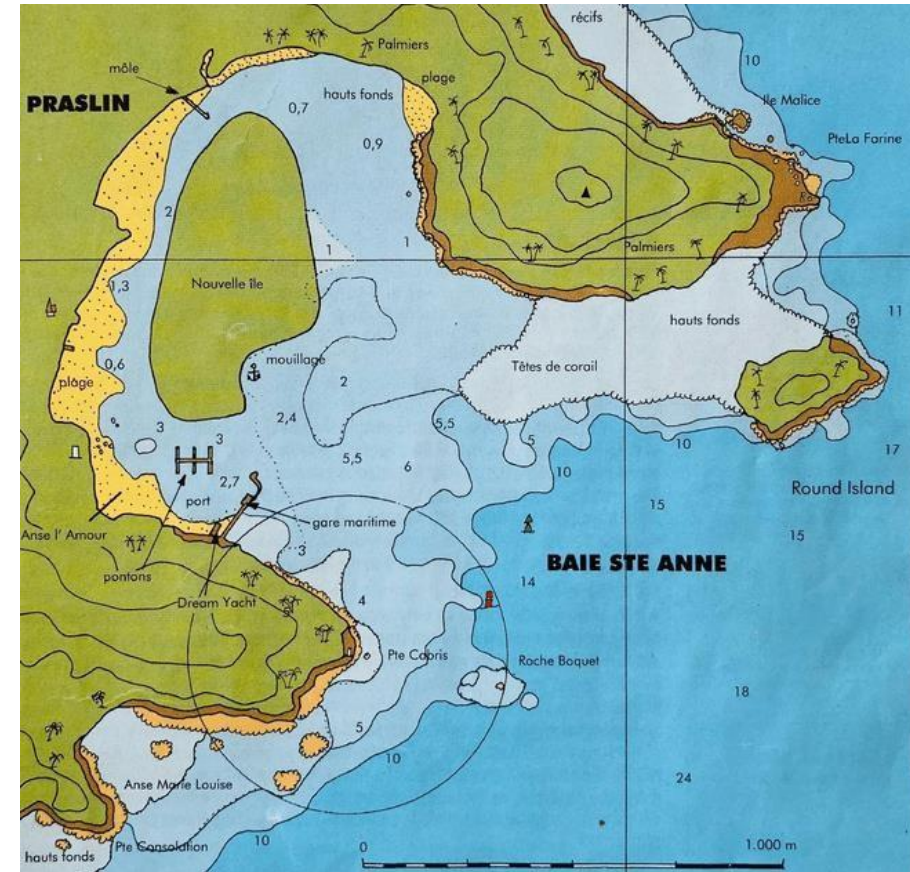 récifs
môle
Palmiers
10
plage
hauts fonds
PRASLIN
Ile Malice
0,7
0,9
Pte La Farine
2
Palmiers
1
1
Nouvelle île
1,3
11
hauts fonds
mouillage
0,6
Têtes de corail
plage
2
2,4
5,5
3
3
5
10
17
5,5
6
10
2,7
Round Island
port
15
gare maritime
15
Anse l' Amour
3
BAIE STE ANNE
pontons
14
Dream Yacht
4
Pte Cabris
Roche Boquet
18
5
10
24
Anse Marie Louise
Pte Consolation
10
0
1.000 m
hauts fonds